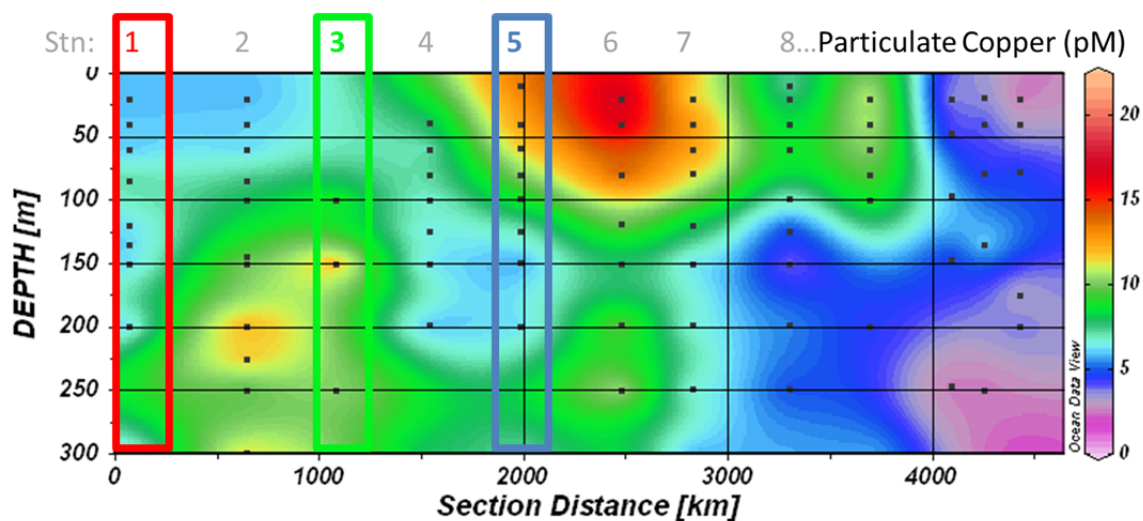 Stn: 1 2 3 4 5 6 7 8...Particulate Copper (pM)
0
50
100
150
200
250
300
DEPTH [m]
0 1000 2000 3000 4000
Section Distance [km]
20
15
10
5
0
Ocean Data View